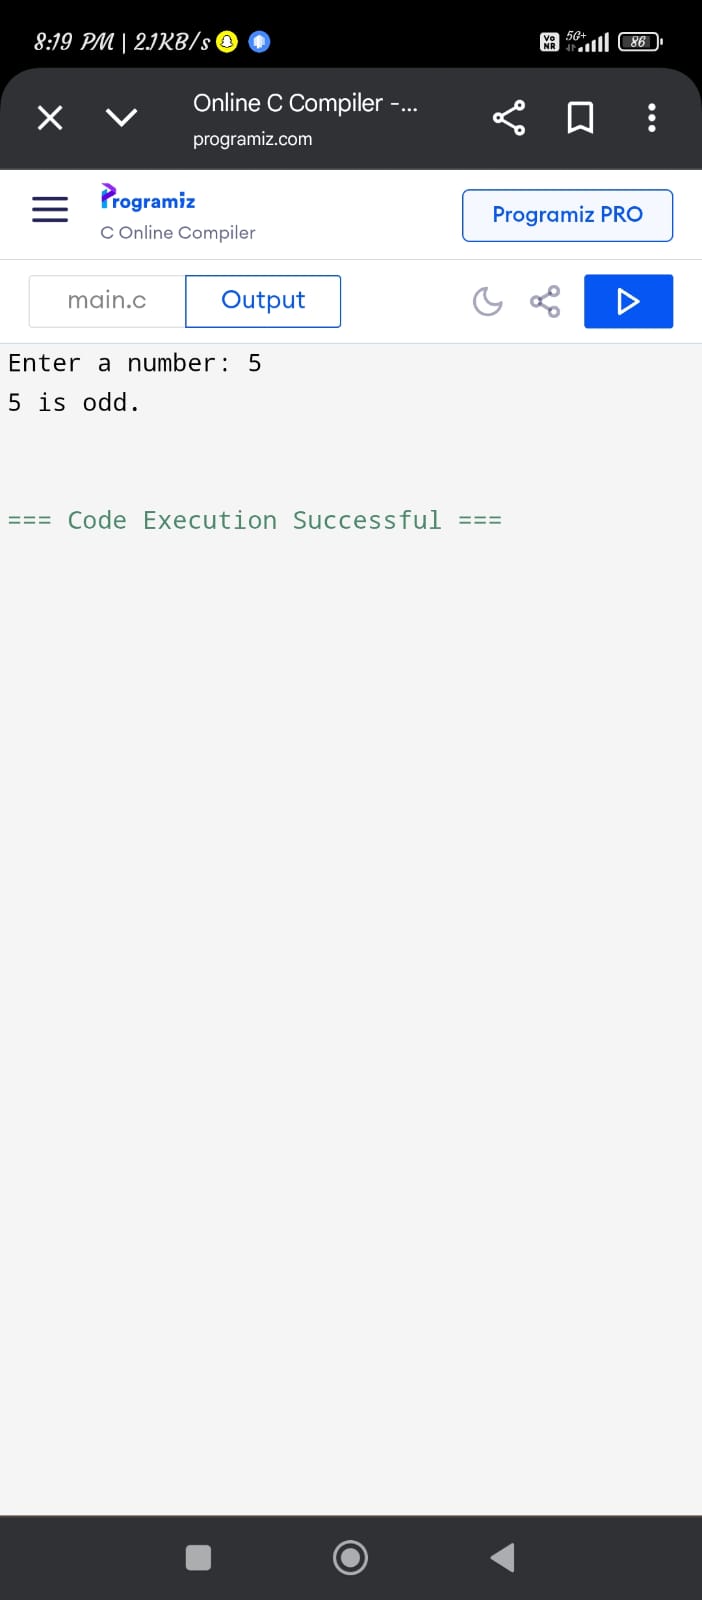 8:19 PM | 2.1KB/s
Vo NR 5G+ 86
Online C Compiler -...
programiz.com
Programiz
C Online Compiler
Programiz PRO
main.c
Output
Enter a number: 5
5 is odd.
=== Code Execution Successful ===